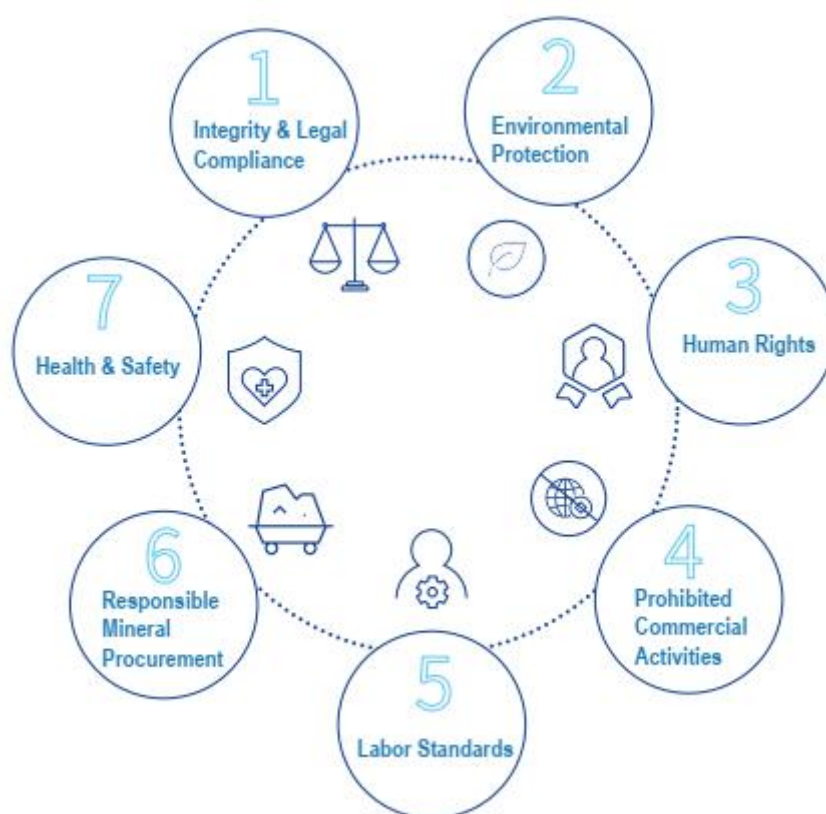 1
Integrity & Legal
Compliance
2
Environmental
Protection
3
Human Rights
4
Prohibited
Commercial
Activities
5
Labor Standards
6
Responsible
Mineral
Procurement
7
Health & Safety